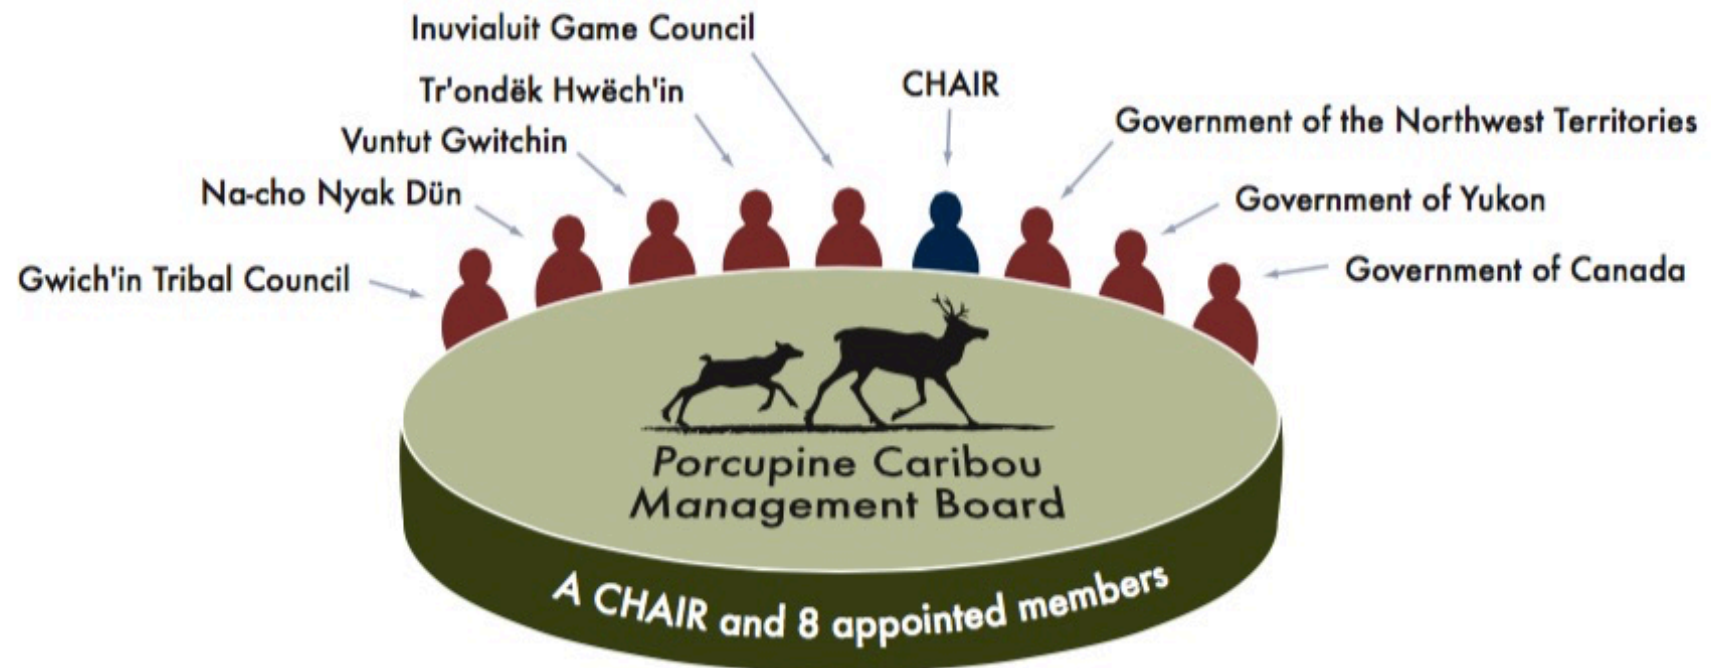 Inuvialuit Game Council
Tr'ondëk Hwëch'in
CHAIR
Vuntut Gwitchin
Government of the Northwest Territories
Na-cho Nyak Dün
Government of Yukon
Gwich'in Tribal Council
Government of Canada
Porcupine Caribou
Management Board
A CHAIR and 8 appointed members